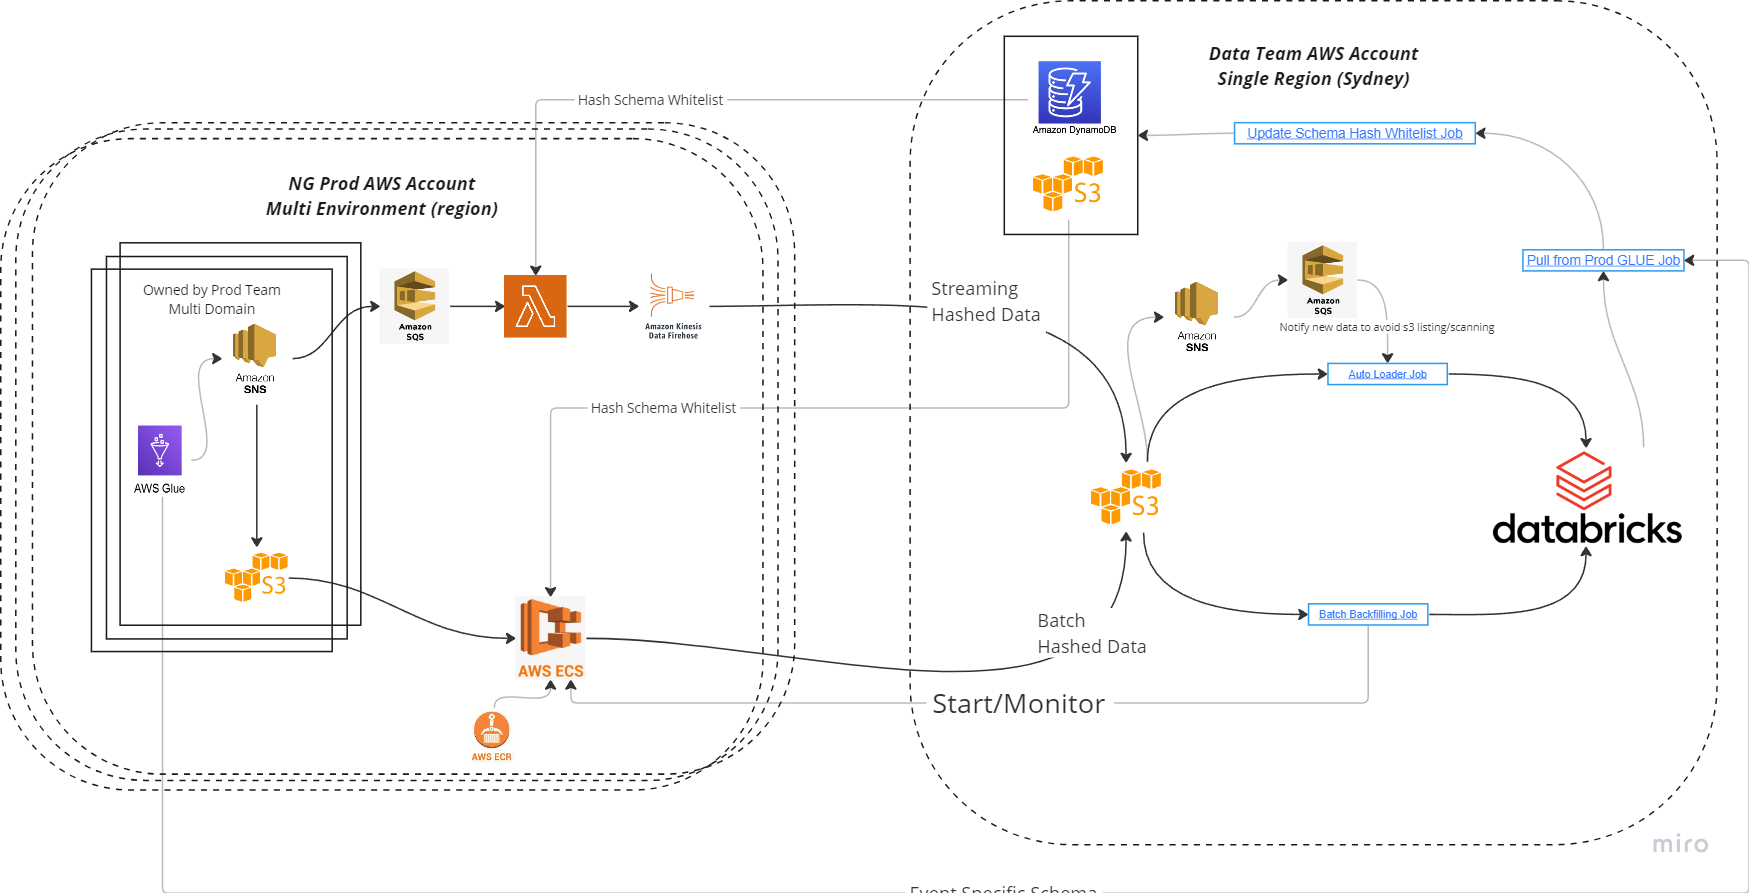 Data Team AWS Account
Single Region (Sydney)
Amazon DynamoDB
S3
Hash Schema Whitelist
Update Schema Hash Whitelist Job
NG Prod AWS Account
Multi Environment (region)
Owned by Prod Team
Multi Domain
Amazon
SNS
AWS Glue
S3
Amazon
SQS
Amazon Kinesis
Data Firehose
Streaming
Hashed Data
Amazon
SNS
Amazon
SQS
Notify new data to avoid s3 listing/scanning
Pull from Prod GLUE Job
Auto Loader Job
Hash Schema Whitelist
S3
databricks
Batch
Hashed Data
Batch Backfilling Job
AWS ECS
Start/Monitor
AWS ECR
miro
Event Specific Schema